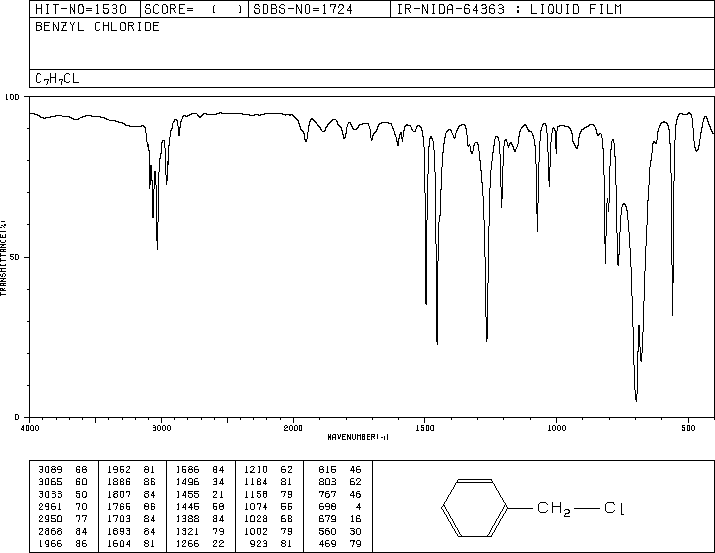 HIT-NO=1530 SCORE= ( ) SDBS-NO=1724 IR-NIDA-64363 : LIQUID FILM
BENZYL CHLORIDE
C7H7CL
100
50
0
TRANSMITTANCE(%)
4000 3000 2000 1500 1000 500
WAVENUMBER(-1)
3089 68 1952 81 1586 84 1210 62 815 46
3065 60 1886 86 1496 34 1184 81 803 62
3033 50 1807 84 1455 21 1158 79 767 46
2961 70 1766 86 1445 60 1074 55 698 4
2950 77 1703 84 1388 84 1028 68 679 16
2868 84 1693 84 1321 79 1002 79 560 30
1966 86 1604 81 1266 22 923 81 469 79
CH2 Cl